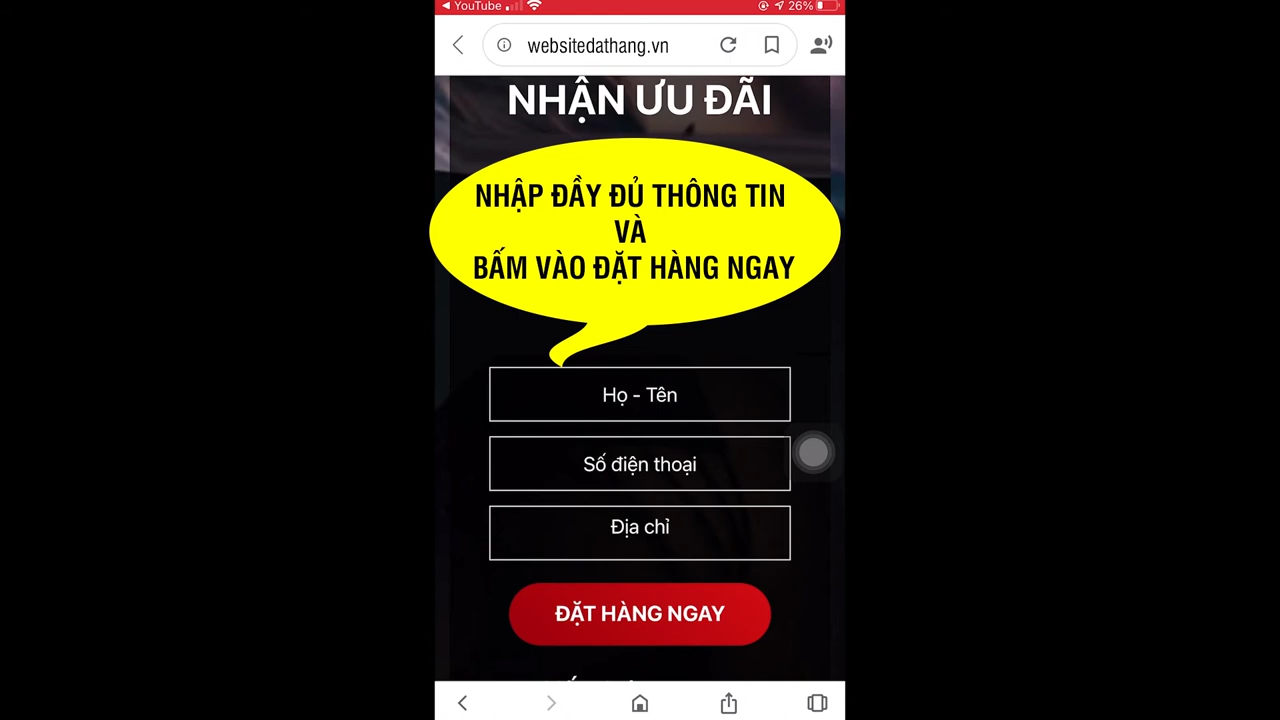 YouTube
26%
websitedathang.vn
NHẬN ƯU ĐÃI
NHẬP ĐẦY ĐỦ THÔNG TIN
VÀ
BẤM VÀO ĐẶT HÀNG NGAY
Họ - Tên
Số điện thoại
Địa chỉ
ĐẶT HÀNG NGAY